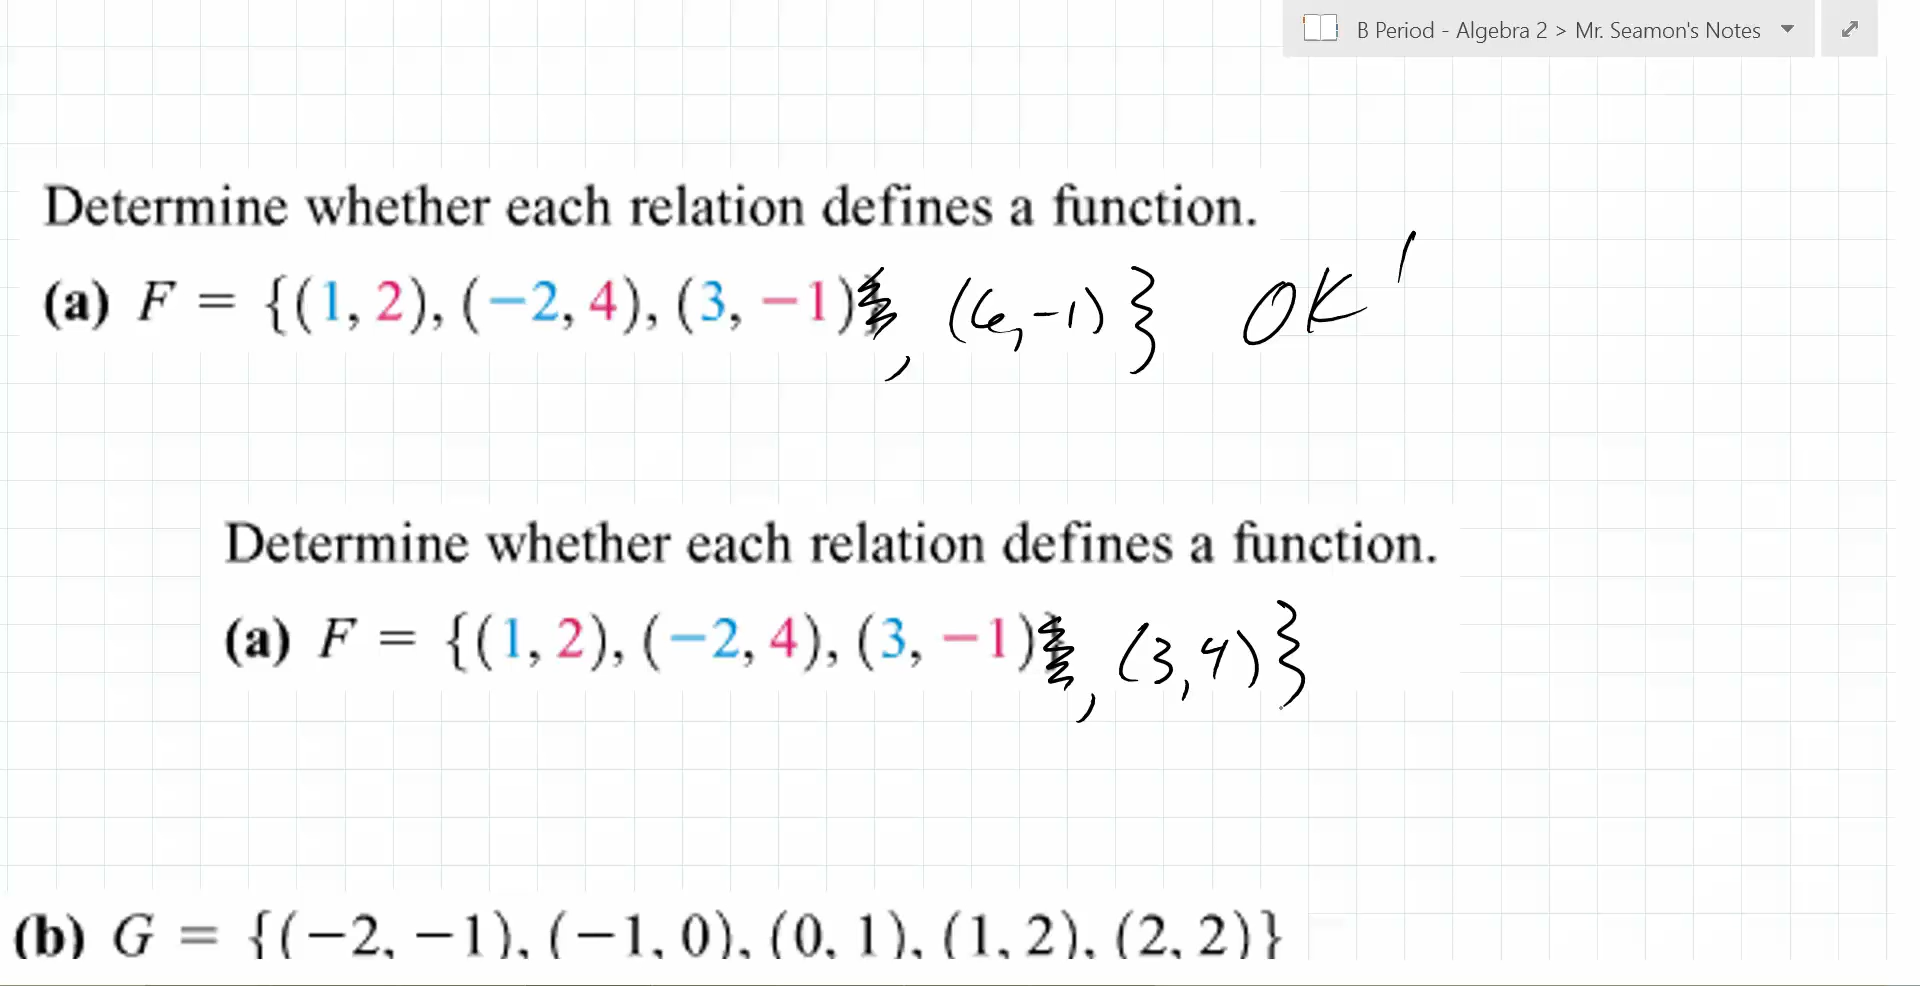 B Period - Algebra 2 > Mr. Seamon's Notes
Determine whether each relation defines a function.
(a) F = {(1, 2), (−2, 4), (3, −1)}, (6, −1)} OK!
Determine whether each relation defines a function.
(a) F = {(1, 2), (−2, 4), (3, −1)}, (3, 4)}
(b) G = {(−2, −1), (−1, 0), (0, 1), (1, 2), (2, 2)}